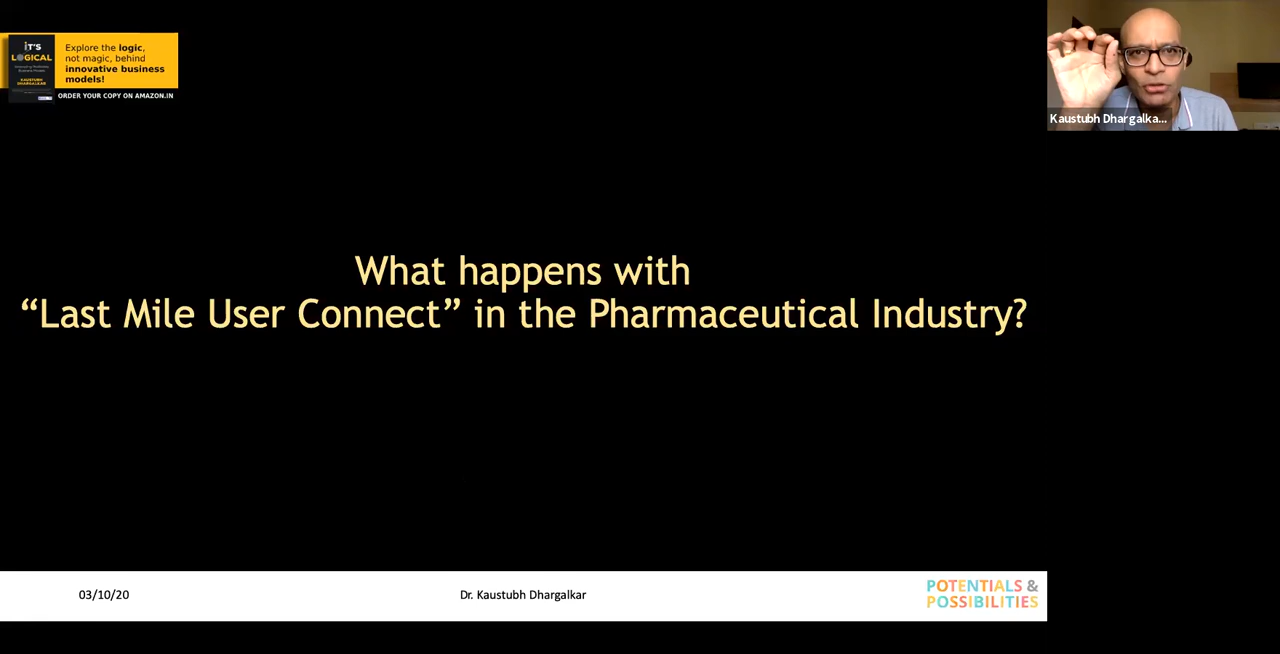 iT'S
LOGICAL
KAUSTUBH
DHARGALKAR
Explore the logic,
not magic, behind
innovative business
models!
ORDER YOUR COPY ON AMAZON.IN
Kaustubh Dhargalka...
What happens with
“Last Mile User Connect” in the Pharmaceutical Industry?
03/10/20
Dr. Kaustubh Dhargalkar
POTENTIALS &
POSSIBILITIES